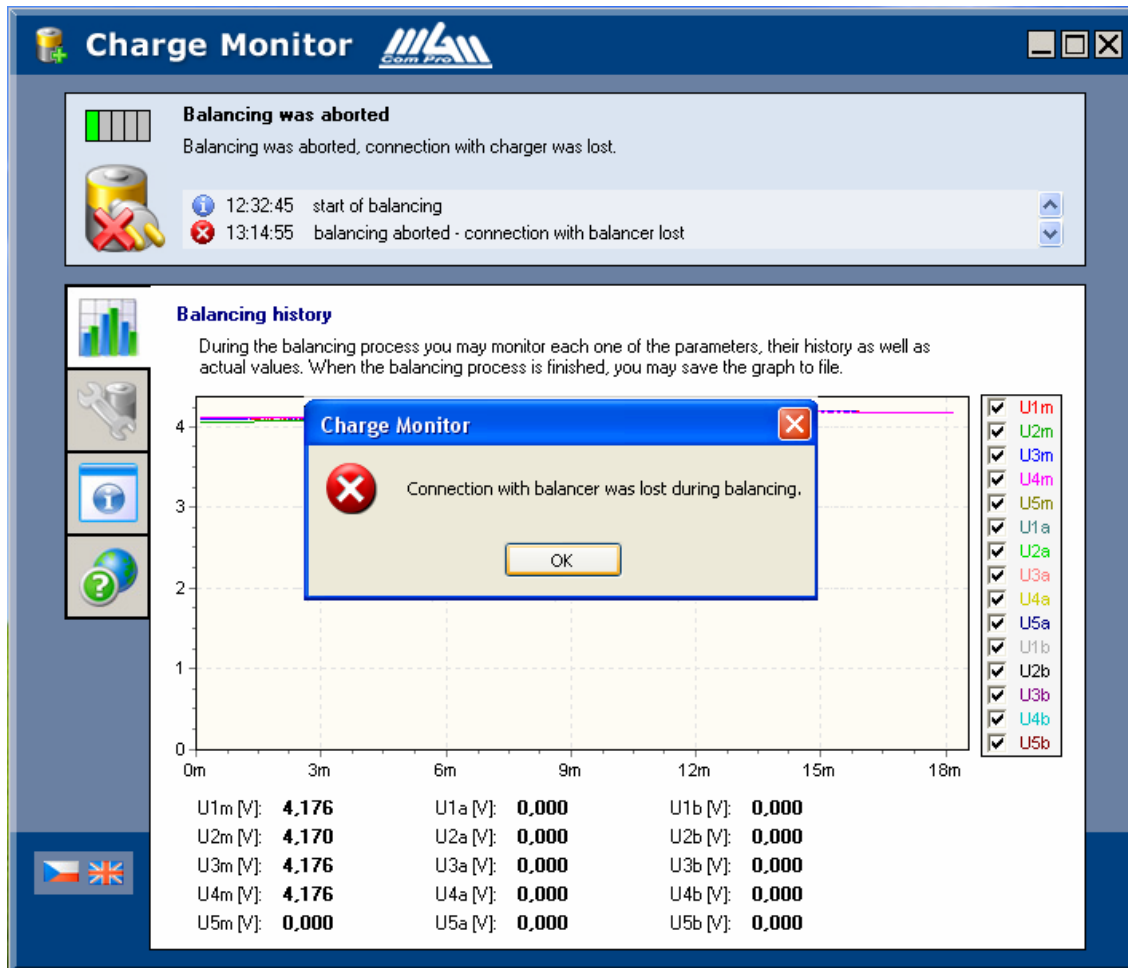 Charge Monitor
Com Pro
Balancing was aborted
Balancing was aborted, connection with charger was lost.
12:32:45 start of balancing
13:14:55 balancing aborted - connection with balancer lost
Balancing history
During the balancing process you may monitor each one of the parameters, their history as well as
actual values. When the balancing process is finished, you may save the graph to file.
Charge Monitor
Connection with balancer was lost during balancing.
OK
4
3
2
1
0
0m 3m 6m 9m 12m 15m 18m
U1m
U2m
U3m
U4m
U5m
U1a
U2a
U3a
U4a
U5a
U1b
U2b
U3b
U4b
U5b
U1m [V]: 4,176 U1a [V]: 0,000 U1b [V]: 0,000
U2m [V]: 4,170 U2a [V]: 0,000 U2b [V]: 0,000
U3m [V]: 4,176 U3a [V]: 0,000 U3b [V]: 0,000
U4m [V]: 4,176 U4a [V]: 0,000 U4b [V]: 0,000
U5m [V]: 0,000 U5a [V]: 0,000 U5b [V]: 0,000